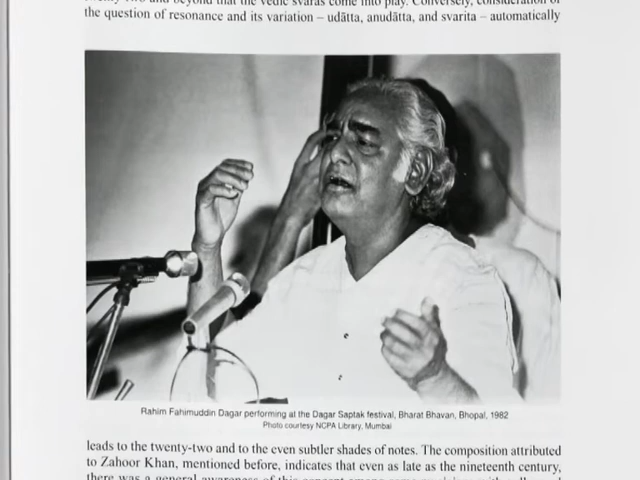 twenty-two and beyond that the vedic svaras come into play. Conversely, consideration of
the question of resonance and its variation – udātta, anudātta, and svarita – automatically
Rahim Fahimuddin Dagar performing at the Dagar Saptak festival, Bharat Bhavan, Bhopal, 1982
Photo courtesy NCPA Library, Mumbai
leads to the twenty-two and to the even subtler shades of notes. The composition attributed
to Zahoor Khan, mentioned before, indicates that even as late as the nineteenth century,
there was a general awareness of this concept among some musicians